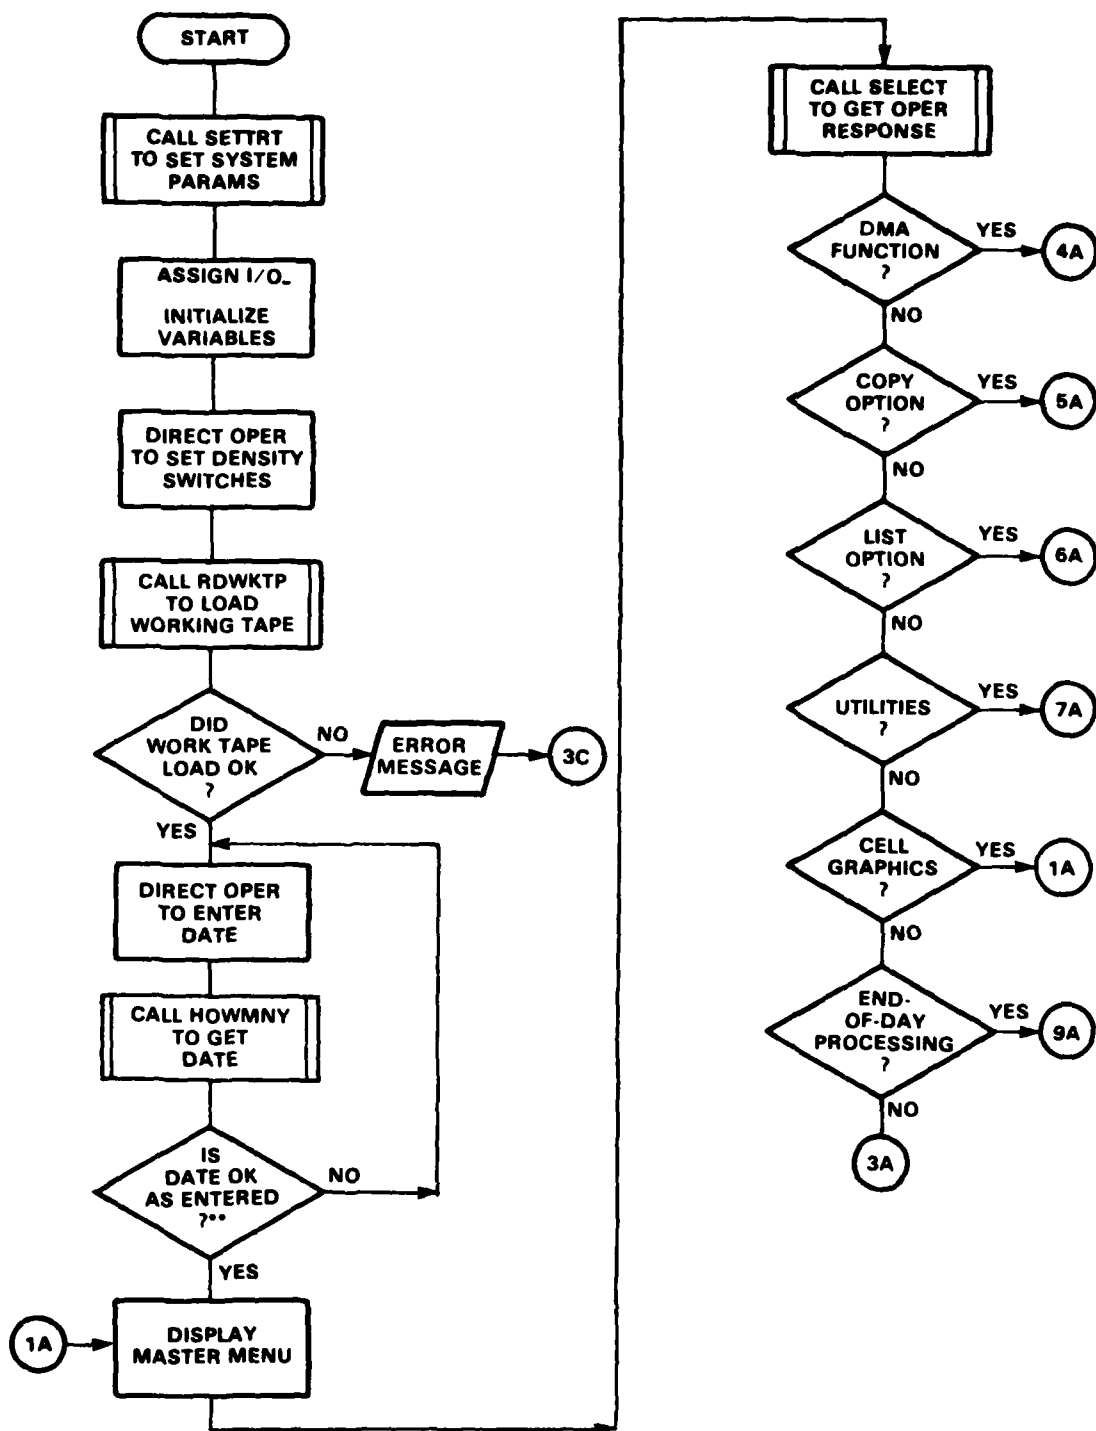 START
CALL SETTRT
TO SET SYSTEM
PARAMS
ASSIGN I/O-
INITIALIZE
VARIABLES
DIRECT OPER
TO SET DENSITY
SWITCHES
CALL RDWKTP
TO LOAD
WORKING TAPE
DID
WORK TAPE
LOAD OK
?
NO
ERROR
MESSAGE
3C
YES
DIRECT OPER
TO ENTER
DATE
CALL HOWMNY
TO GET
DATE
IS
DATE OK
AS ENTERED
?**
NO
YES
1A
DISPLAY
MASTER MENU
CALL SELECT
TO GET OPER
RESPONSE
DMA
FUNCTION
?
YES
4A
NO
COPY
OPTION
?
YES
5A
NO
LIST
OPTION
?
YES
6A
NO
UTILITIES
?
YES
7A
NO
CELL
GRAPHICS
?
YES
1A
NO
END-
OF-DAY
PROCESSING
?
YES
9A
NO
3A